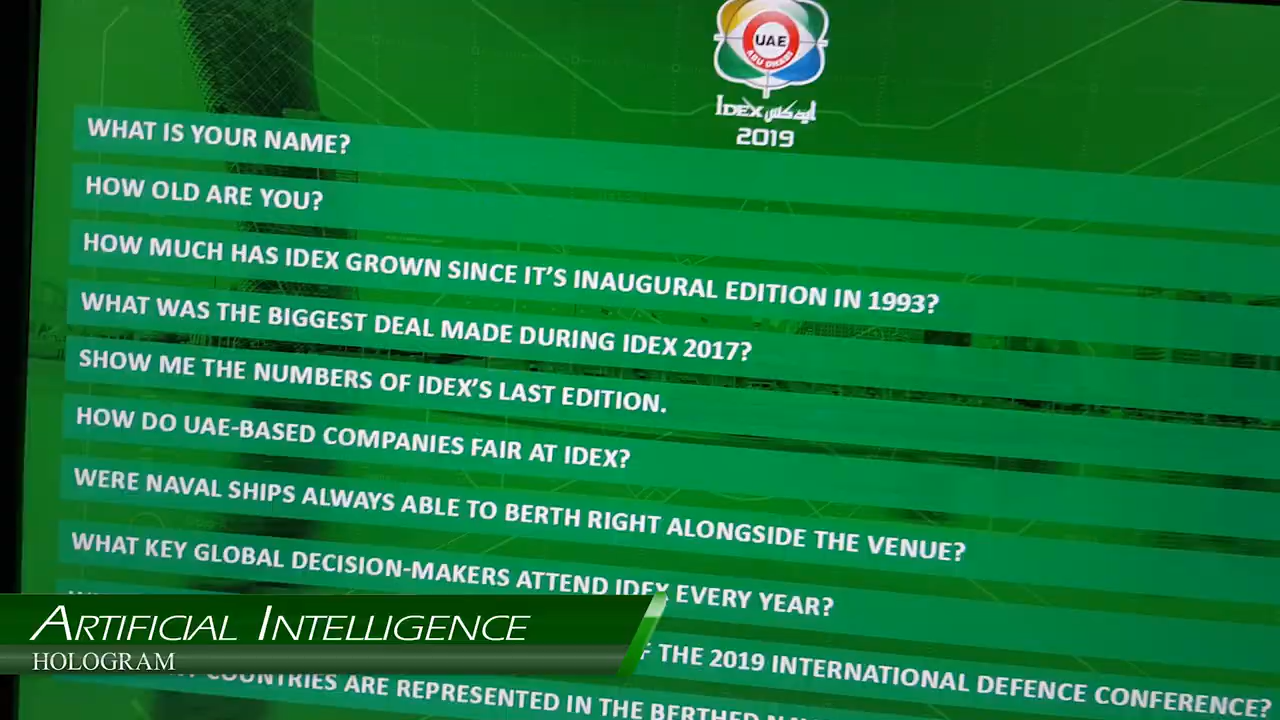 UAE
ABU DHABI
IDEX ايدكس
2019
WHAT IS YOUR NAME?
HOW OLD ARE YOU?
HOW MUCH HAS IDEX GROWN SINCE IT'S INAUGURAL EDITION IN 1993?
WHAT WAS THE BIGGEST DEAL MADE DURING IDEX 2017?
SHOW ME THE NUMBERS OF IDEX'S LAST EDITION.
HOW DO UAE-BASED COMPANIES FAIR AT IDEX?
WERE NAVAL SHIPS ALWAYS ABLE TO BERTH RIGHT ALONGSIDE THE VENUE?
WHAT KEY GLOBAL DECISION-MAKERS ATTEND IDEX EVERY YEAR?
THE 2019 INTERNATIONAL DEFENCE CONFERENCE?
COUNTRIES ARE REPRESENTED IN THE BERTHED
ARTIFICIAL INTELLIGENCE
HOLOGRAM